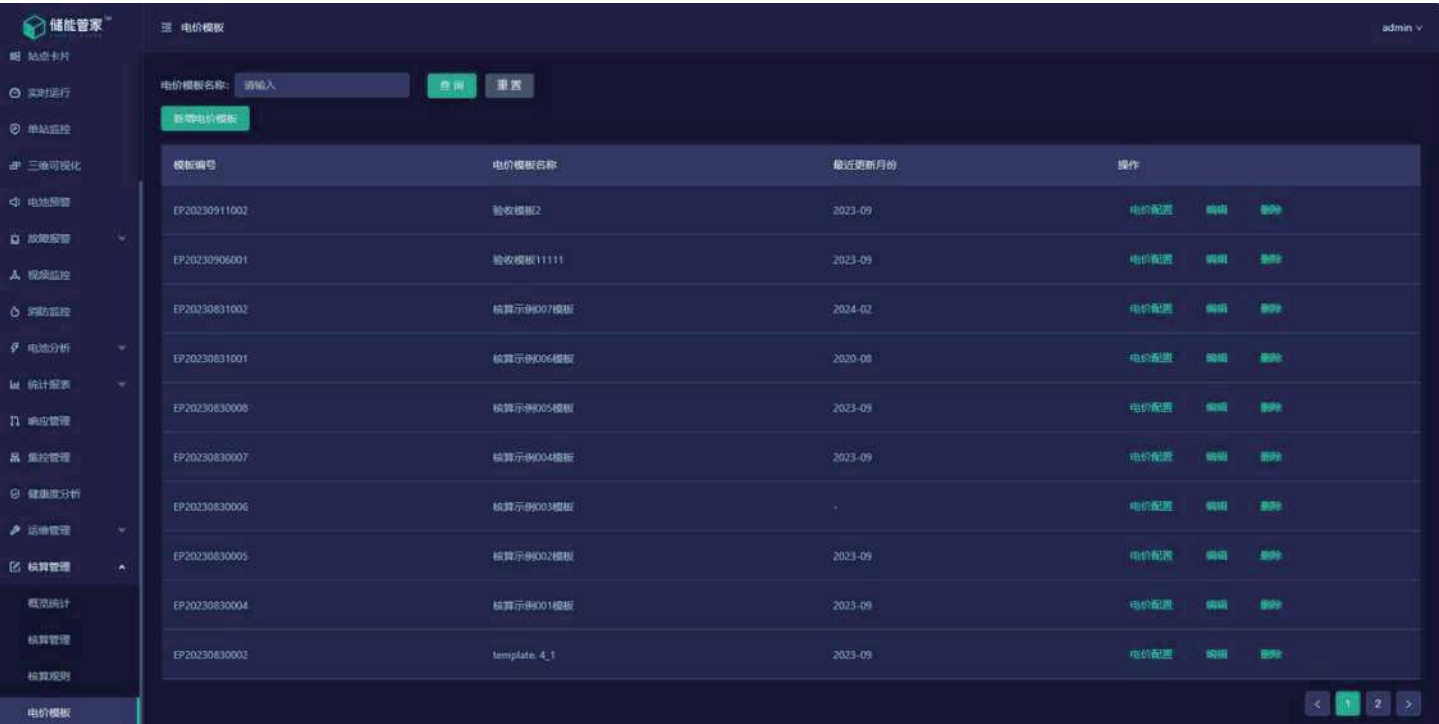 储能管家
电价模板
admin
站点卡片
实时运行
单站监控
三维可视化
电池预警
故障报警
视频监控
消防监控
电池分析
统计报表
响应管理
集控管理
健康度分析
运维管理
核算管理
概览统计
核算管理
核算规则
电价模板
电价模板名称: 请输入 查询 重置
新增电价模板
模板编号 电价模板名称 最近更新月份 操作
EP20230911002 验收模板2 2023-09 电价配置 编辑 删除
EP20230906001 验收模板11111 2023-09 电价配置 编辑 删除
EP20230831002 核算示例007模板 2024-02 电价配置 编辑 删除
EP20230831001 核算示例006模板 2020-08 电价配置 编辑 删除
EP20230830008 核算示例005模板 2023-09 电价配置 编辑 删除
EP20230830007 核算示例004模板 2023-09 电价配置 编辑 删除
EP20230830006 核算示例003模板 - 电价配置 编辑 删除
EP20230830005 核算示例002模板 2023-09 电价配置 编辑 删除
EP20230830004 核算示例001模板 2023-09 电价配置 编辑 删除
EP20230830002 template. 4_1 2023-09 电价配置 编辑 删除
< 1 2 >